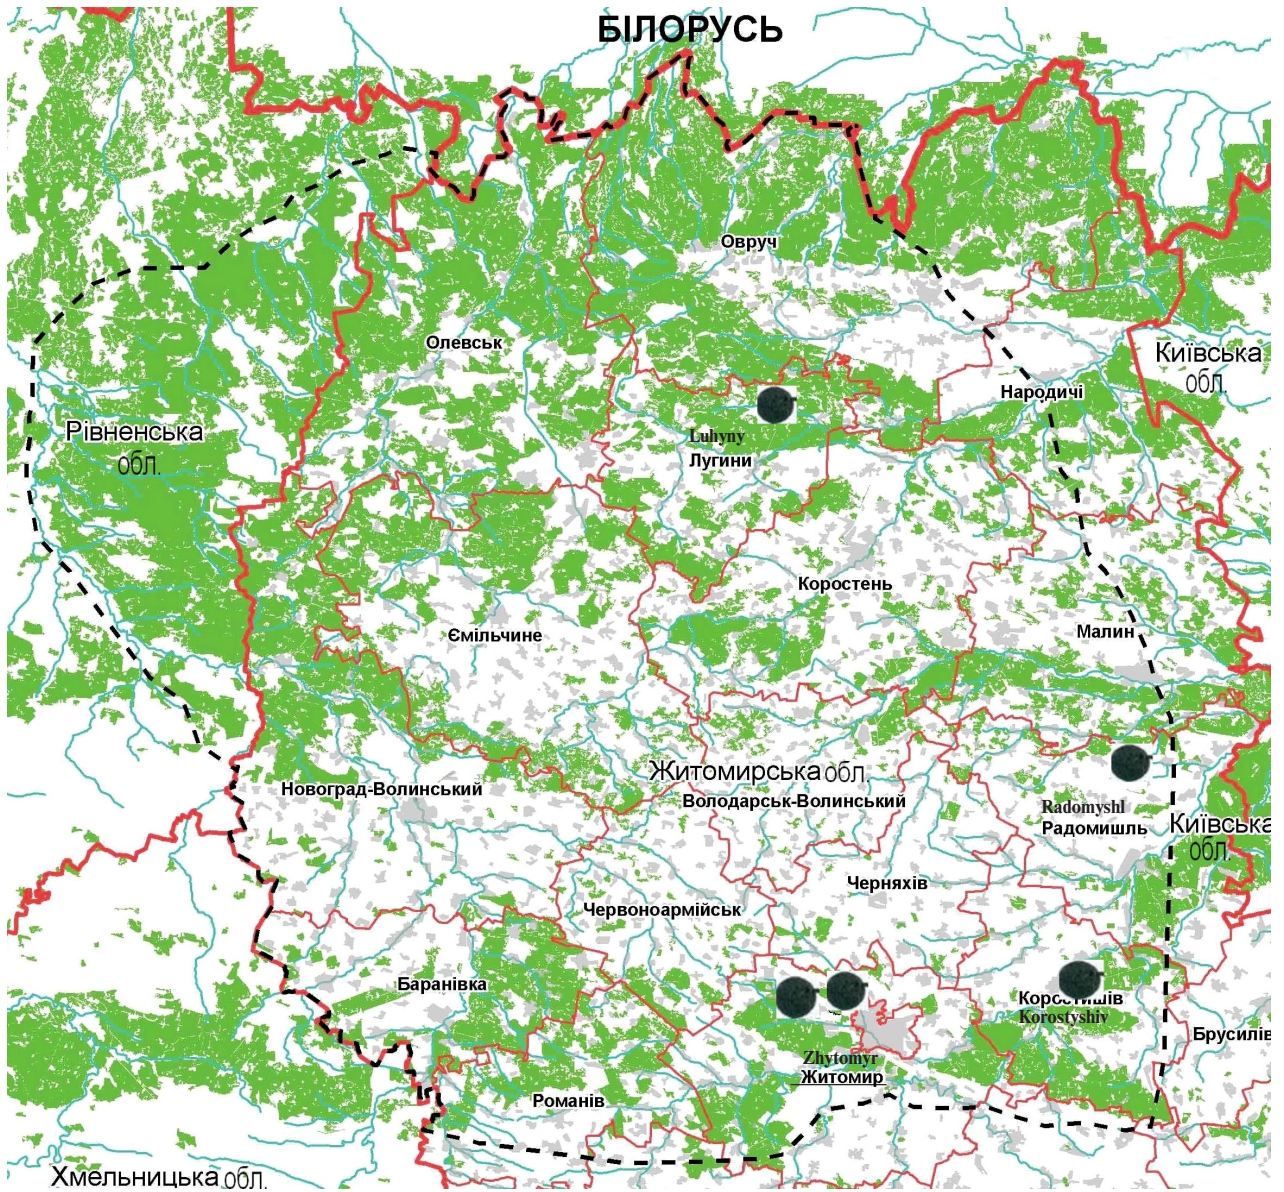 БІЛОРУСЬ
Овруч
Олевськ
Київська
обл.
Народичі
Рівненська
обл.
Luhyny
Лугини
Коростень
Ємільчине
Малин
Житомирська обл.
Новоград-Волинський
Володарськ-Волинський
Radomyshl
Радомишль
Київська
обл.
Черняхів
Червоноармійськ
Баранівка
Коростишів
Korostyshiv
Брусилів
Zhytomyr
Житомир
Романів
Хмельницька обл.